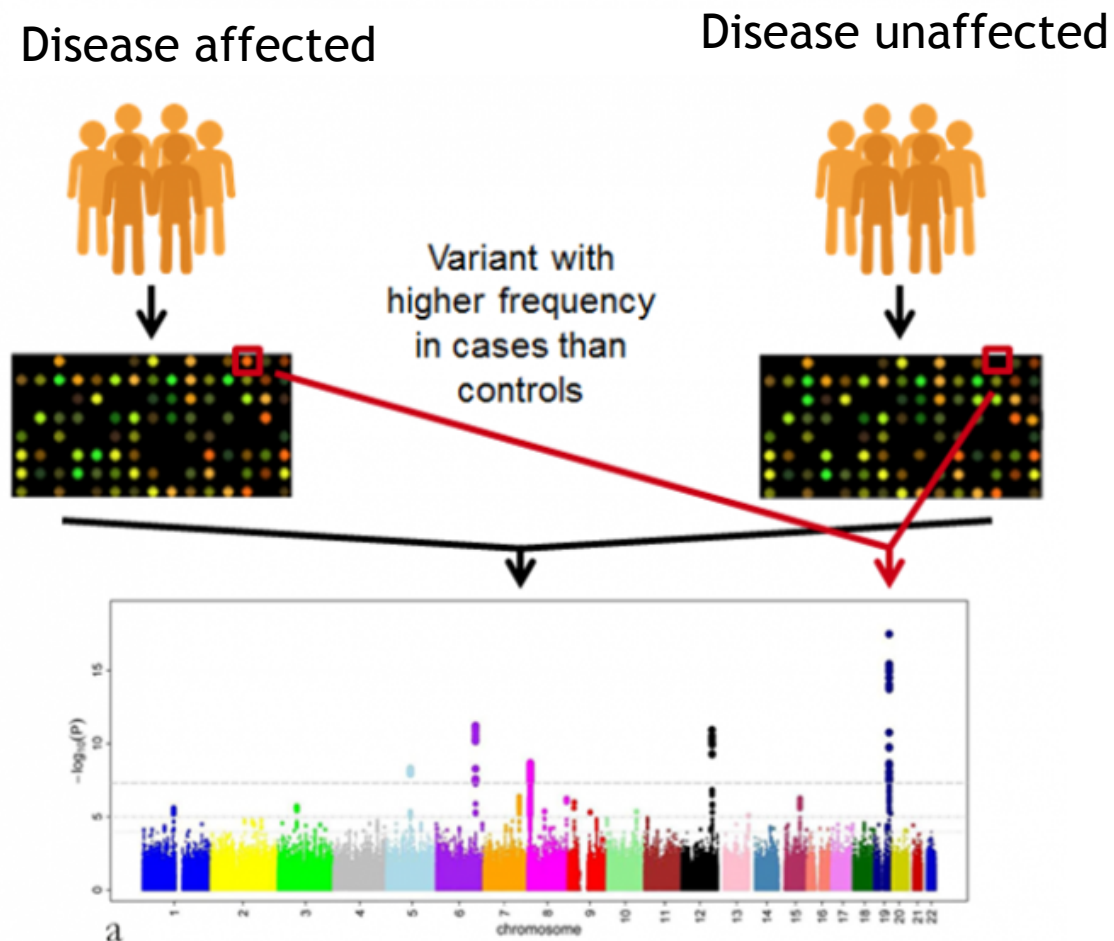 Disease affected
Disease unaffected
Variant with
higher frequency
in cases than
controls
15
10
5
0
−log₁₀(P)
1 2 3 4 5 6 7 8 9 10 11 12 13 14 15 16 17 18 19 20 21 22
chromosome
a